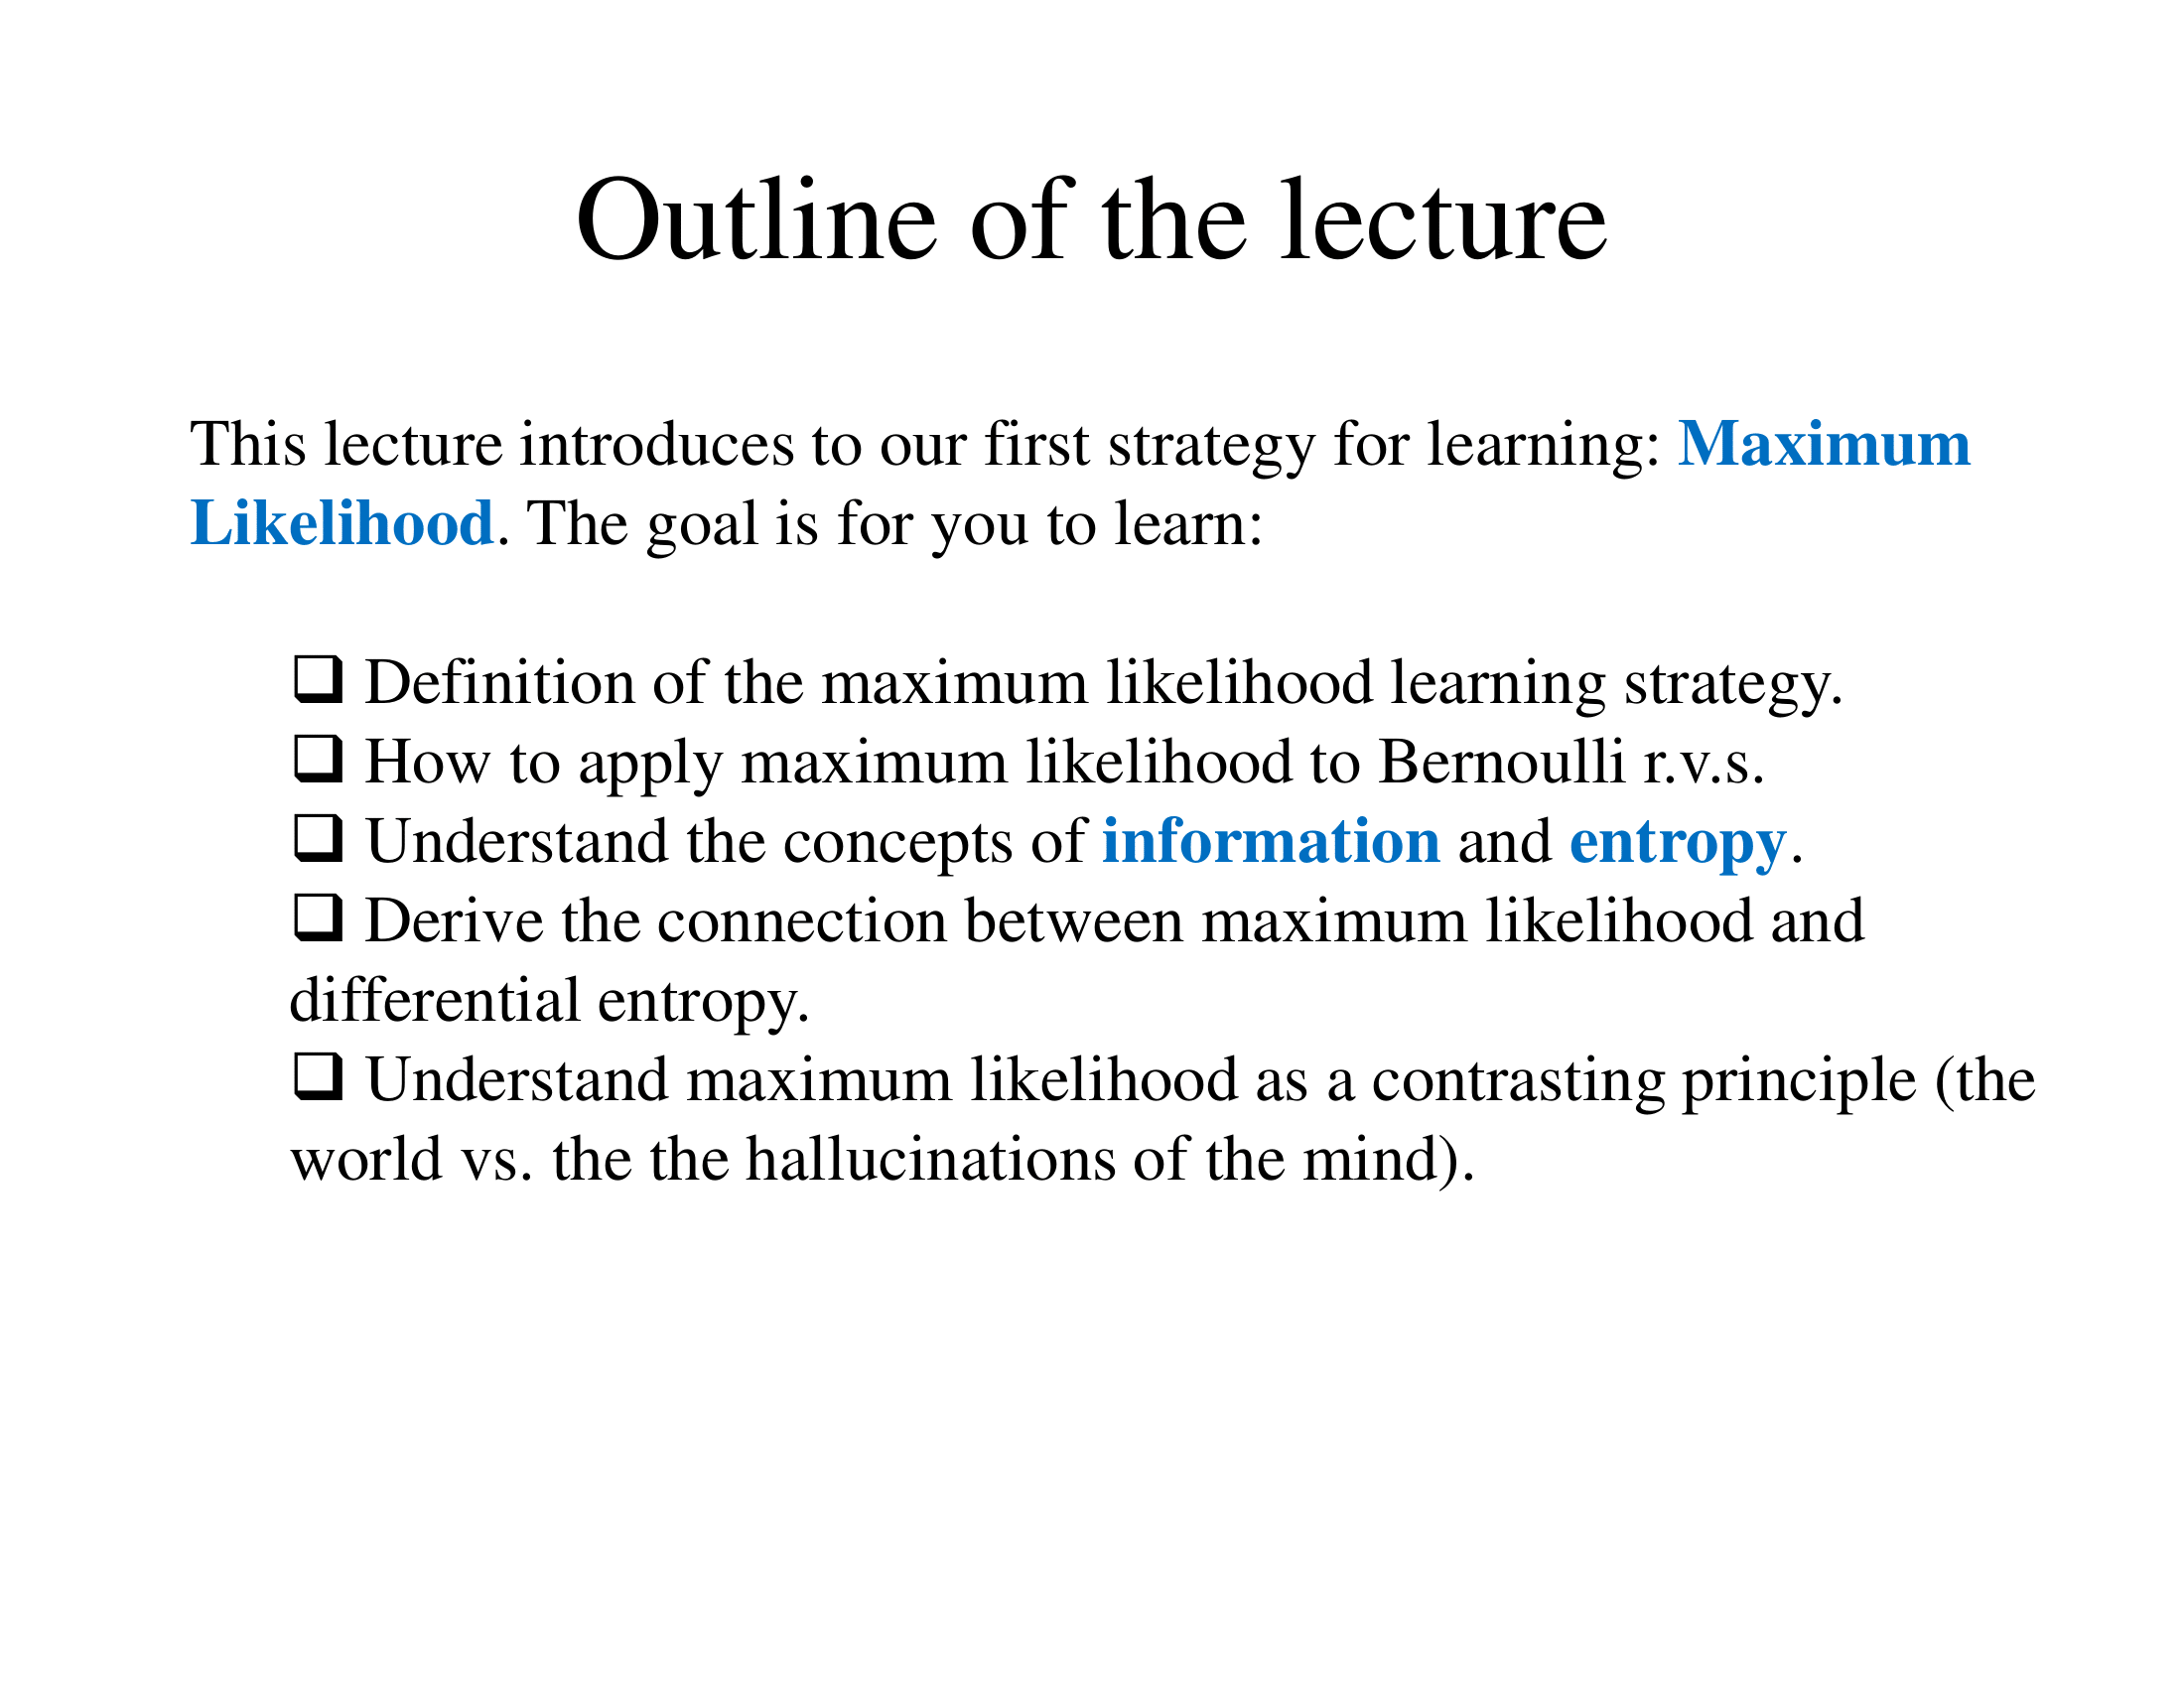 Outline of the lecture
This lecture introduces to our first strategy for learning: Maximum
Likelihood. The goal is for you to learn:
❑ Definition of the maximum likelihood learning strategy.
❑ How to apply maximum likelihood to Bernoulli r.v.s.
❑ Understand the concepts of information and entropy.
❑ Derive the connection between maximum likelihood and
differential entropy.
❑ Understand maximum likelihood as a contrasting principle (the
world vs. the the hallucinations of the mind).